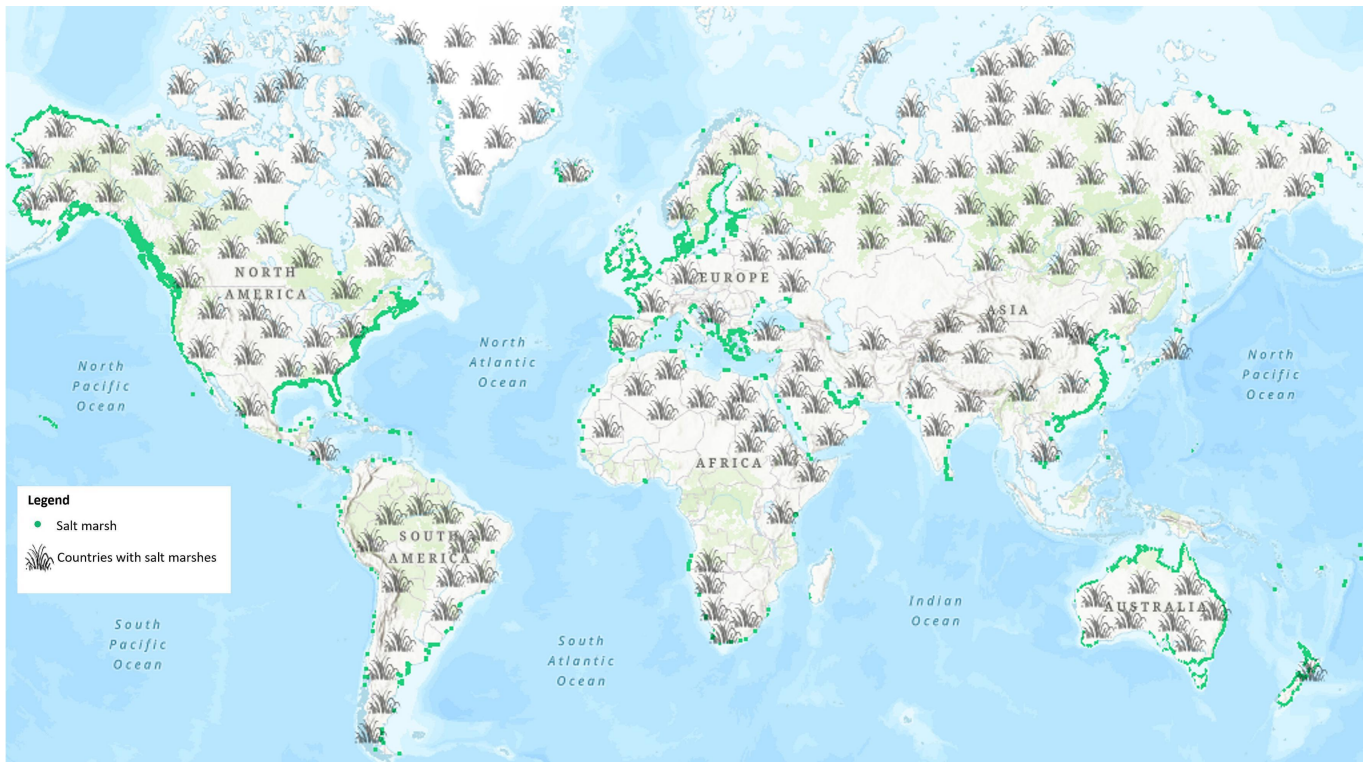 NORTH
AMERICA
EUROPE
ASIA
North
Pacific
Ocean
North
Atlantic
Ocean
North
Pacific
Ocean
AFRICA
Legend
Salt marsh
Countries with salt marshes
SOUTH
AMERICA
Indian
Ocean
AUSTRALIA
South
Pacific
Ocean
South
Atlantic
Ocean